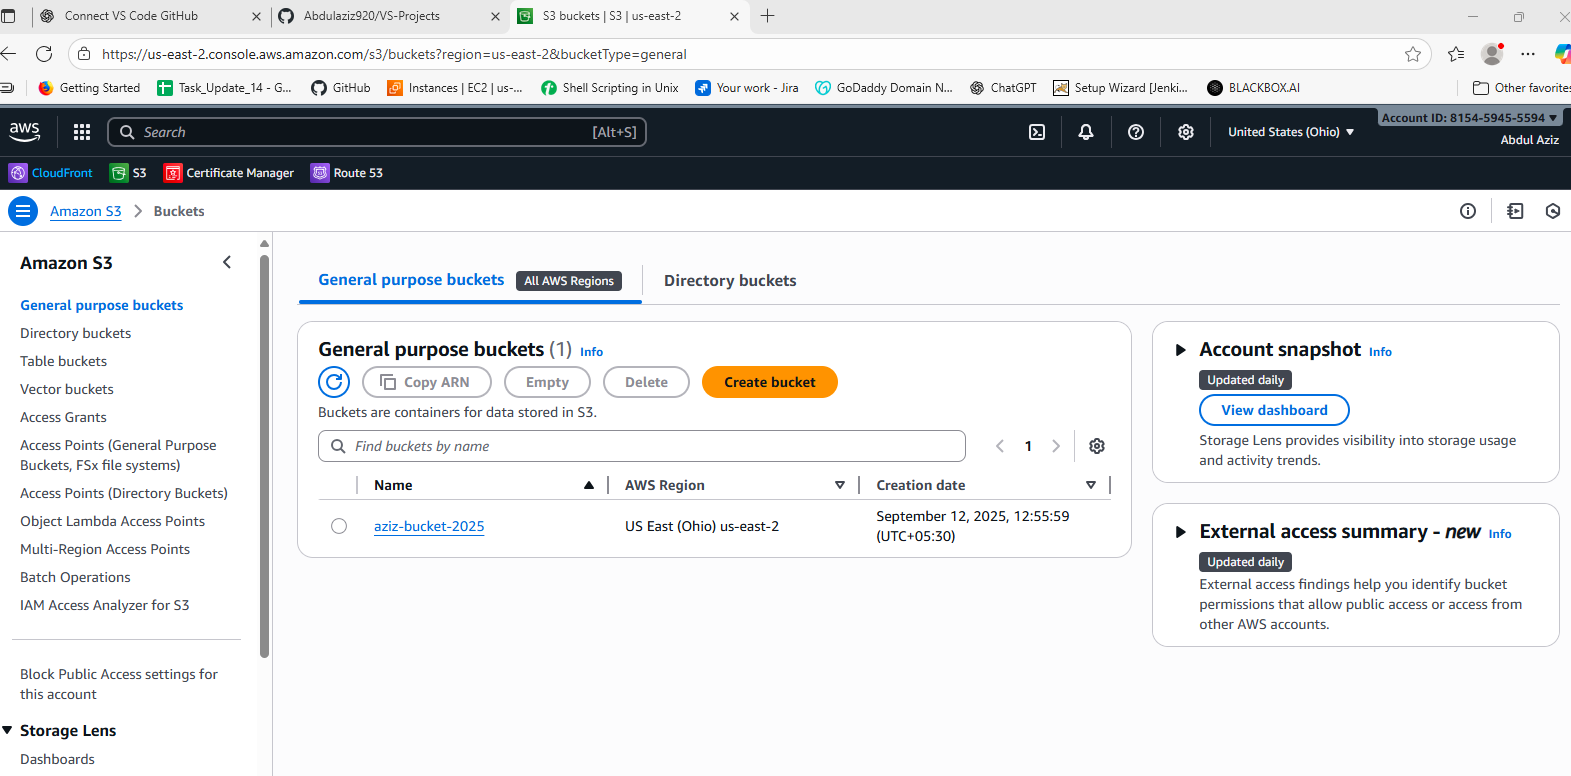 Connect VS Code GitHub
Abdulaziz920/VS-Projects
S3 buckets | S3 | us-east-2
https://us-east-2.console.aws.amazon.com/s3/buckets?region=us-east-2&bucketType=general
Getting Started
Task_Update_14 - G...
GitHub
Instances | EC2 | us-...
Shell Scripting in Unix
Your work - Jira
GoDaddy Domain N...
ChatGPT
Setup Wizard [Jenki...
BLACKBOX.AI
Other favorites
aws
Search
[Alt+S]
United States (Ohio)
Account ID: 8154-5945-5594
Abdul Aziz
CloudFront
S3
Certificate Manager
Route 53
Amazon S3
Buckets
Amazon S3
General purpose buckets
Directory buckets
Table buckets
Vector buckets
Access Grants
Access Points (General Purpose
Buckets, FSx file systems)
Access Points (Directory Buckets)
Object Lambda Access Points
Multi-Region Access Points
Batch Operations
IAM Access Analyzer for S3
Block Public Access settings for
this account
Storage Lens
Dashboards
General purpose buckets
All AWS Regions
Directory buckets
General purpose buckets (1) Info
Copy ARN
Empty
Delete
Create bucket
Buckets are containers for data stored in S3.
Find buckets by name
1
Name
AWS Region
Creation date
aziz-bucket-2025
US East (Ohio) us-east-2
September 12, 2025, 12:55:59
(UTC+05:30)
Account snapshot Info
Updated daily
View dashboard
Storage Lens provides visibility into storage usage
and activity trends.
External access summary - new Info
Updated daily
External access findings help you identify bucket
permissions that allow public access or access from
other AWS accounts.